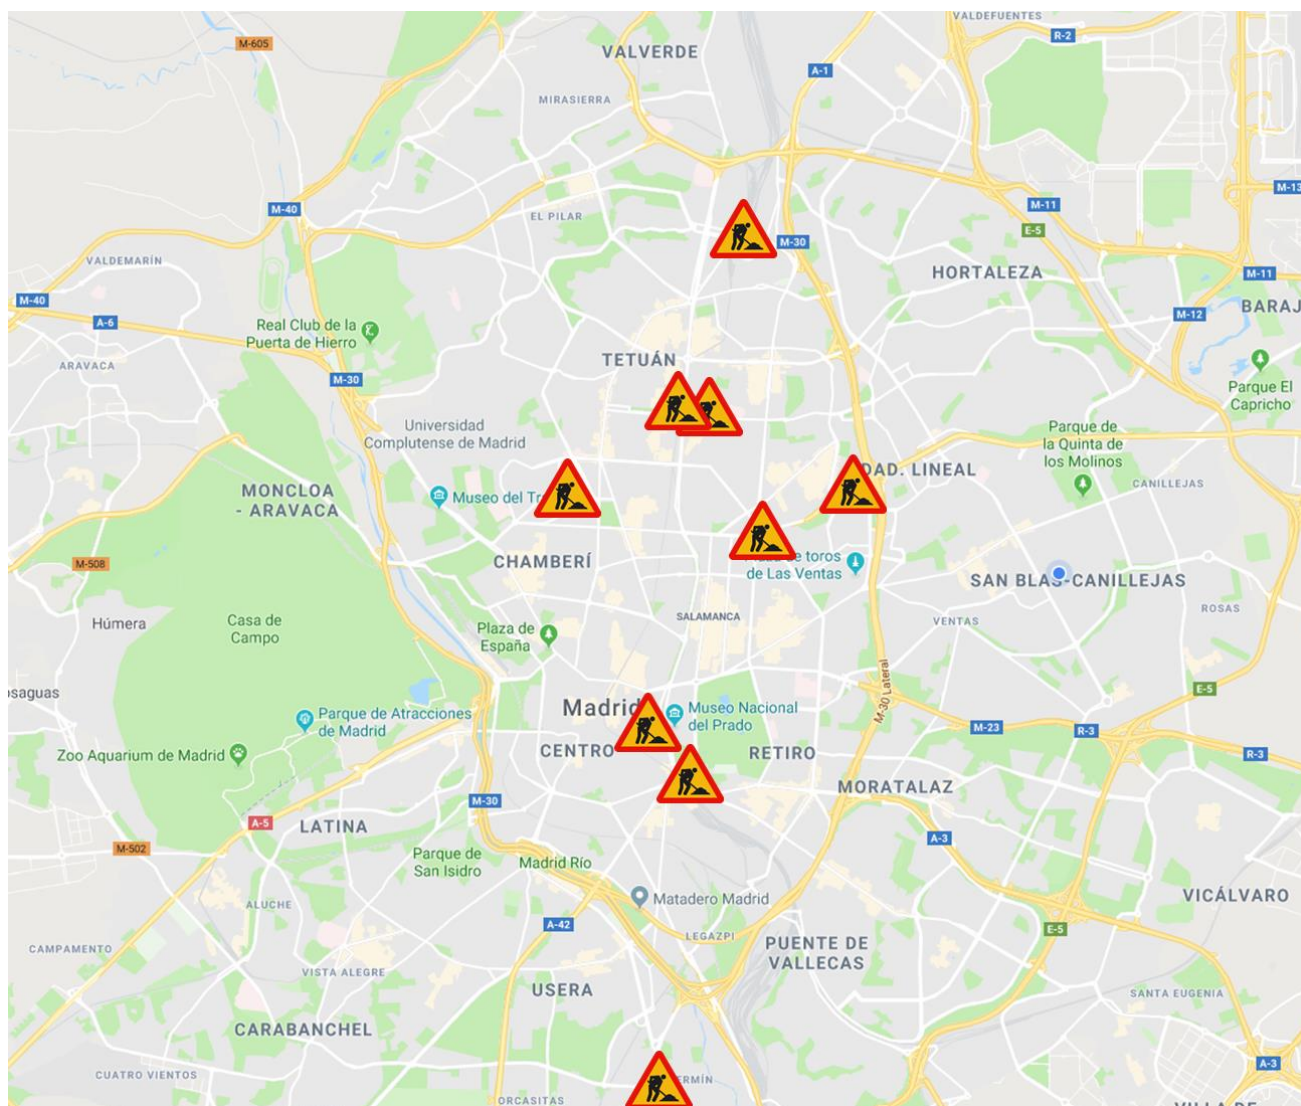 VALDEFUENTES
M-605
R-2
VALVERDE
A-1
MIRASIERRA
M-13
M-40
EL PILAR
M-11
E-5
M-30
VALDEMARÍN
HORTALEZA
M-11
M-40
A-6
Real Club de la
Puerta de Hierro
M-12
BARAJ
TETUÁN
ARAVACA
M-30
Parque El
Capricho
Universidad
Complutense de Madrid
Parque de
la Quinta de
los Molinos
DAD. LINEAL
CANILLEJAS
MONCLOA
- ARAVACA
Museo del Tr
CHAMBERÍ
de toros
de Las Ventas
M-508
SAN BLAS-CANILLEJAS
ROSAS
Húmera
Casa de
Campo
Plaza de
España
SALAMANCA
VENTAS
osaguas
M-30 Lateral
E-5
Parque de Atracciones
de Madrid
Madrid
Museo Nacional
del Prado
M-23
R-3
Zoo Aquarium de Madrid
CENTRO
RETIRO
R-3
MORATALAZ
M-30
A-5
LATINA
A-3
M-502
Parque de
San Isidro
Madrid Río
Matadero Madrid
VICÁLVARO
ALUCHE
A-42
LEGAZPI
E-5
CAMPAMENTO
PUENTE DE
VALLECAS
VISTA ALEGRE
USERA
SANTA EUGENIA
CARABANCHEL
A-3
CUATRO VIENTOS
ERMÍN
ORCASITAS
VILLA DE